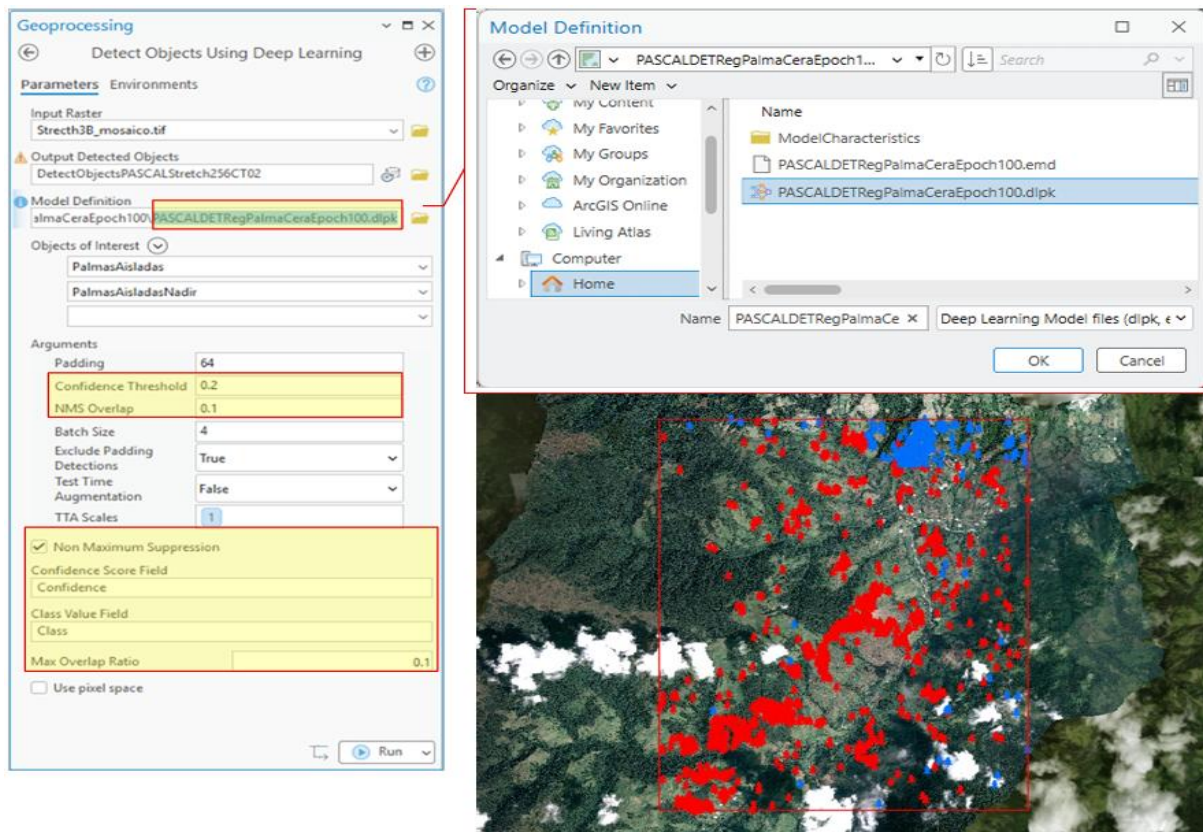 Geoprocessing
Detect Objects Using Deep Learning
Parameters Environments
Input Raster
Strecth3B_mosaico.tif
Output Detected Objects
DetectObjectsPASCALStretch256CT02
Model Definition
almaCeraEpoch100\PASCALDETRegPalmaCeraEpoch100.dlpk
Objects of Interest
PalmasAisladas
PalmasAisladasNadir
Arguments
Padding 64
Confidence Threshold 0.2
NMS Overlap 0.1
Batch Size 4
Exclude Padding
Detections True
Test Time
Augmentation False
TTA Scales 1
Non Maximum Suppression
Confidence Score Field
Confidence
Class Value Field
Class
Max Overlap Ratio 0.1
Use pixel space
Run
Model Definition
PASCALDETRegPalmaCeraEpoch1... Search
Organize New Item
My Content
My Favorites
My Groups
My Organization
ArcGIS Online
Living Atlas
Computer
Home
Name
ModelCharacteristics
PASCALDETRegPalmaCeraEpoch100.emd
PASCALDETRegPalmaCeraEpoch100.dlpk
Name PASCALDETRegPalmaCe Deep Learning Model files (dlpk, e
OK Cancel